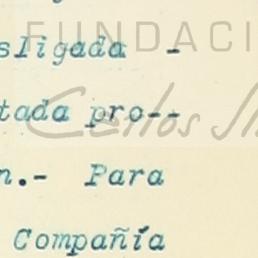 FUNDACI
sligada -
tada pro--
n.- Para
Compañía